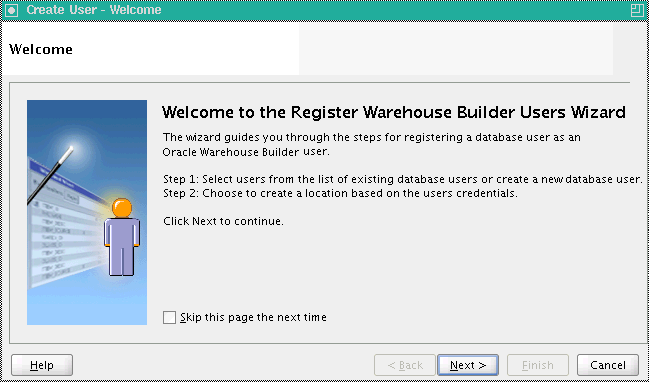 Create User - Welcome
Welcome
Welcome to the Register Warehouse Builder Users Wizard
The wizard guides you through the steps for registering a database user as an
Oracle Warehouse Builder user.
Step 1: Select users from the list of existing database users or create a new database user.
Step 2: Choose to create a location based on the users credentials.
Click Next to continue.
Skip this page the next time
Help
< Back
Next >
Finish
Cancel